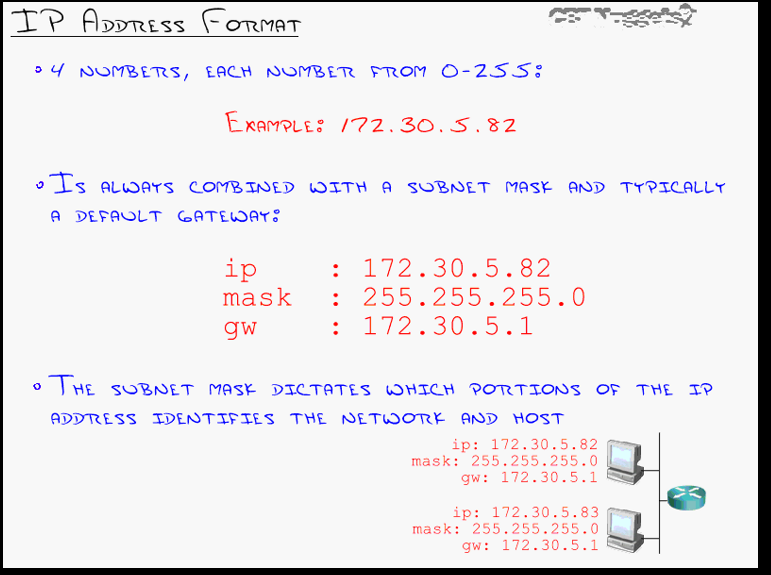 IP ADDRESS FORMAT
• 4 NUMBERS, EACH NUMBER FROM 0-255:
EXAMPLE: 172.30.5.82
• IS ALWAYS COMBINED WITH A SUBNET MASK AND TYPICALLY
A DEFAULT GATEWAY:
ip : 172.30.5.82
mask : 255.255.255.0
gw : 172.30.5.1
• THE SUBNET MASK DICTATES WHICH PORTIONS OF THE IP
ADDRESS IDENTIFIES THE NETWORK AND HOST
ip: 172.30.5.82
mask: 255.255.255.0
gw: 172.30.5.1
ip: 172.30.5.83
mask: 255.255.255.0
gw: 172.30.5.1